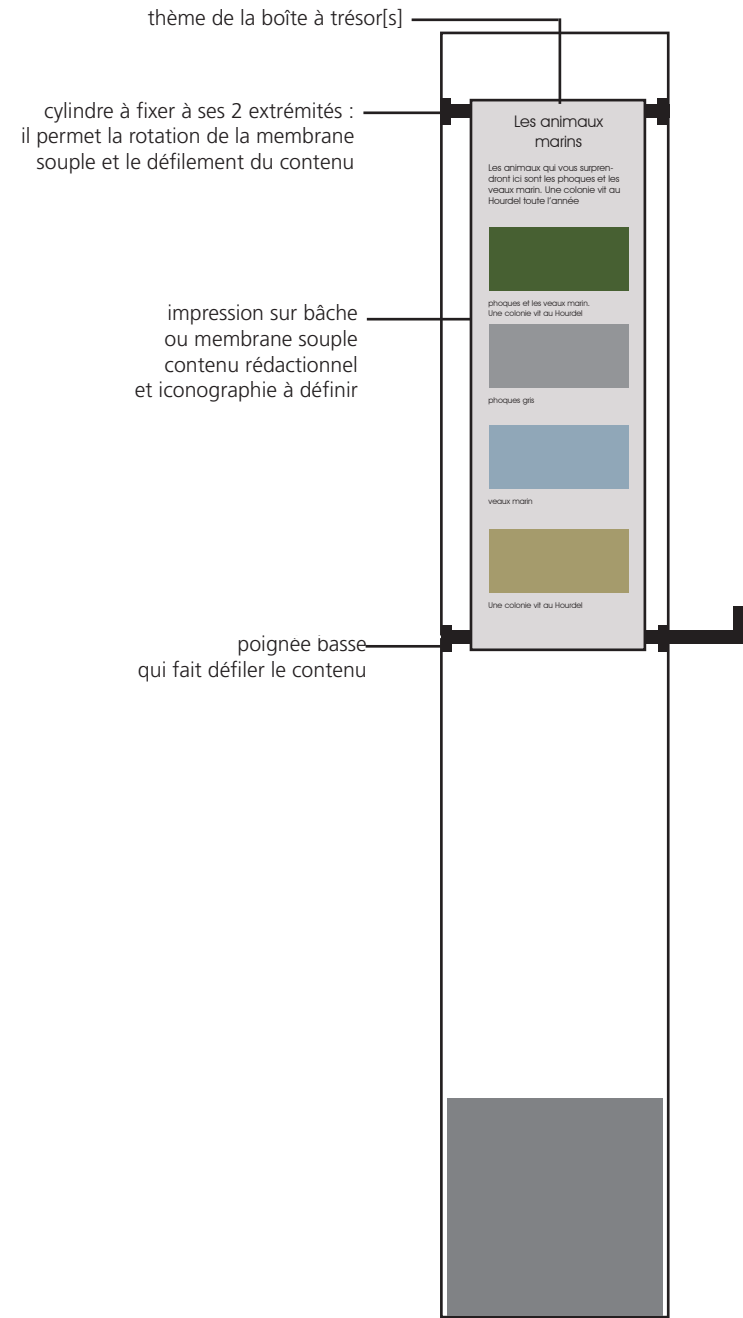 thème de la boîte à trésor[s]
cylindre à fixer à ses 2 extrémités :
il permet la rotation de la membrane
souple et le défilement du contenu
Les animaux
marins
Les animaux qui vous surpren-
dront ici sont les phoques et les
veaux marin. Une colonie vit au
Hourdel toute l'année
impression sur bâche
ou membrane souple
contenu rédactionnel
et iconographie à définir
phoques et les veaux marin.
Une colonie vit au Hourdel
phoques gris
veaux marin
Une colonie vit au Hourdel
poignée basse
qui fait défiler le contenu